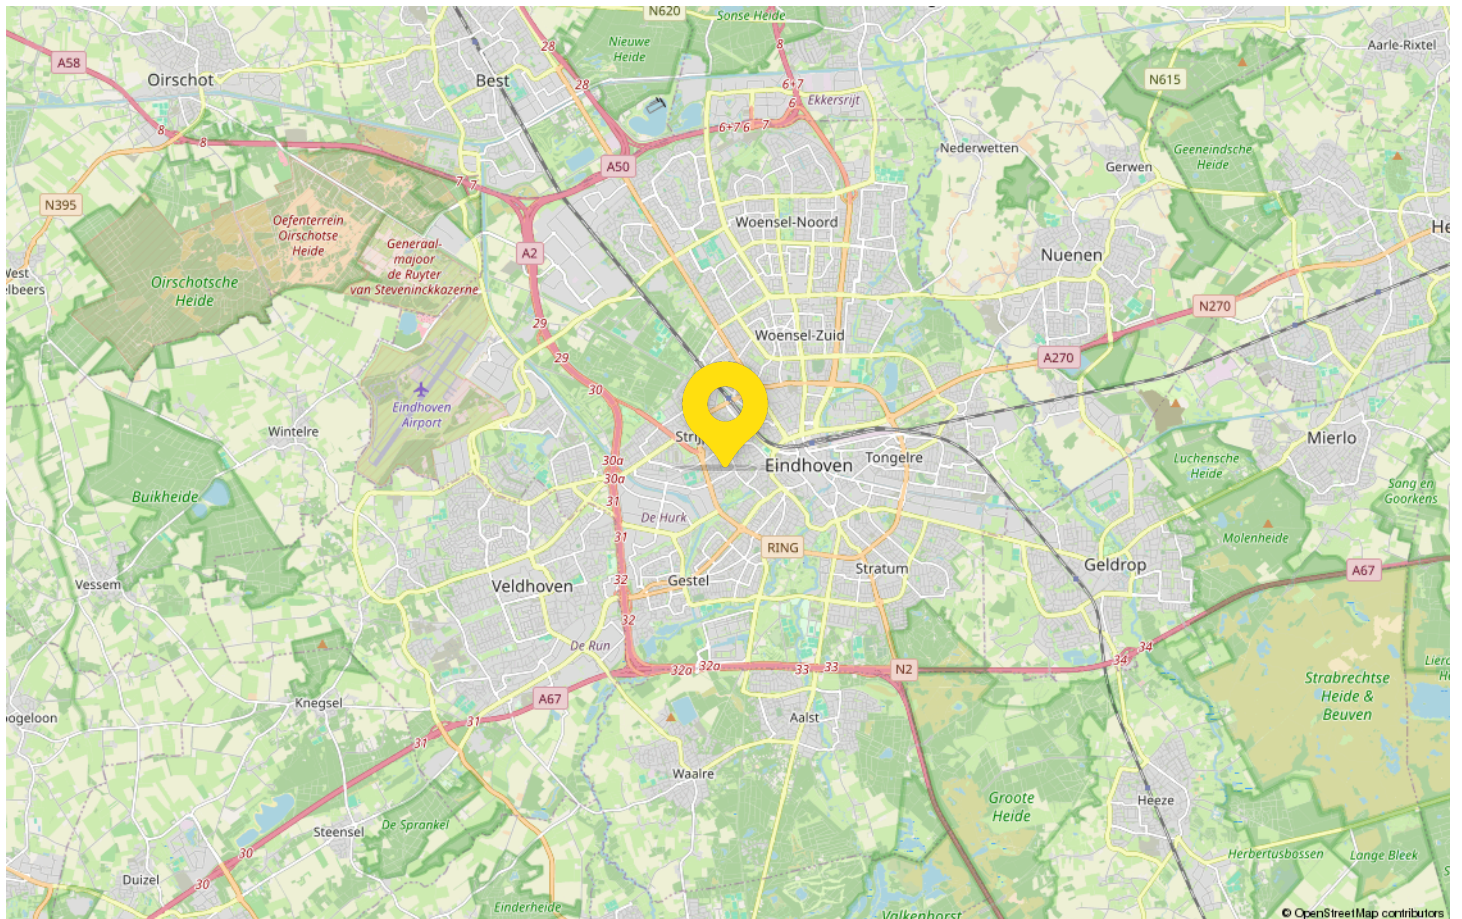 N620
Sonse Heide
28
8
Aarle-Rixtel
A58
Nieuwe
Heide
Oirschot
Best
28
6+7
N615
6
Ekkersrijt
8
8
6+7 6
7
Nederwetten
Geeneindsche
Heide
A50
Gerwen
7
7
N395
Oefenterrein
Oirschotse
Heide
Woensel-Noord
He
Generaal-
majoor
de Ruyter
van Steveninckkazerne
A2
Nuenen
West
elbeers
Oirschotsche
Heide
N270
29
Woensel-Zuid
29
A270
30
Eindhoven
Airport
Wintelre
Strijp
Mierlo
30a
Eindhoven
Tongelre
Luchensche
Heide
30a
Buikheide
31
Sang en
Goorkens
De Hurk
31
Molenheide
RING
Geldrop
Vessem
Veldhoven
32
Gestel
Stratum
A67
32
De Run
34
34
32a
32a
33
33
N2
Strabrechtse
Heide &
Beuven
A67
Knegsel
oogeloon
31
Aalst
31
Waalre
Groote
Heide
Heeze
Steensel
De Sprankel
30
Herbertusbossen
Lange Bleek
Duizel
30
Einderheide
Valkenhorst
© OpenStreetMap contributors